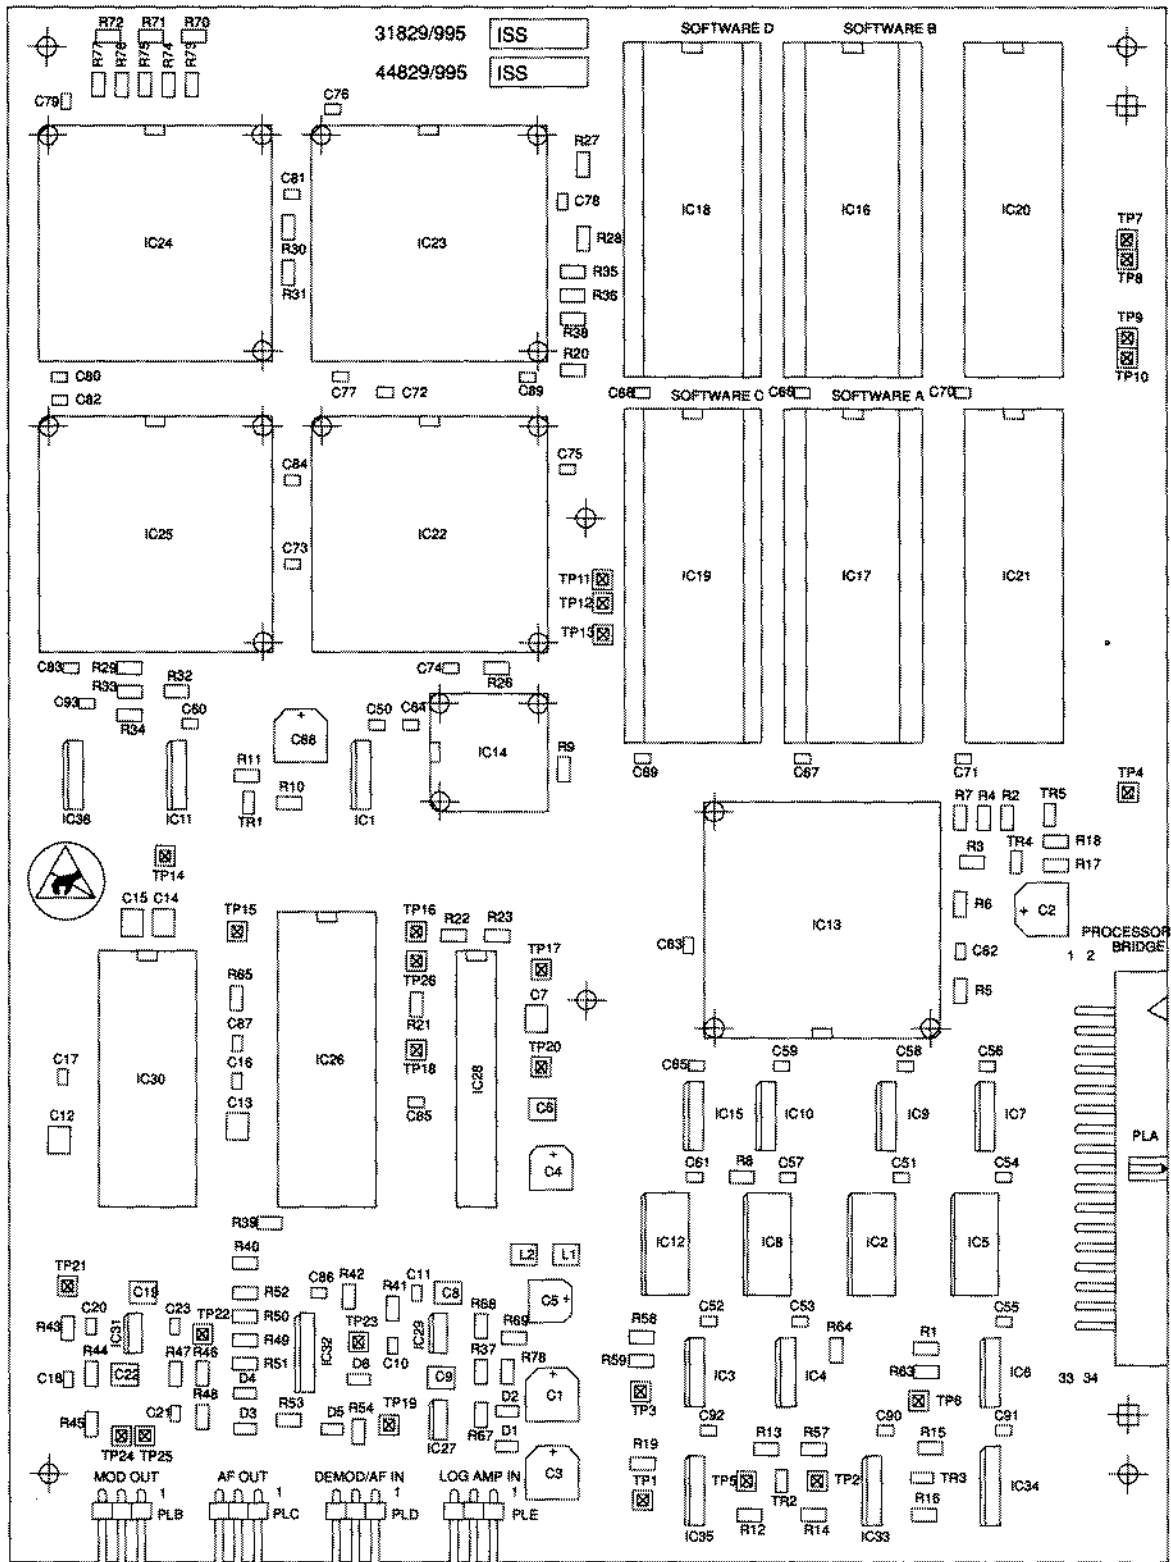 R72 R71 R70
31829/995 ISS
SOFTWARE D SOFTWARE B
R77 R76 R75 R74 R73
44829/995 ISS
C79 C76
R27
C81
C78
IC24 IC23 IC18 IC16 IC20
R30 R28
TP7
TP8
R31
R35
R36
R38
TP9
TP10
R20
C80 C77 C72 C89
C82
C68 SOFTWARE C C66 SOFTWARE A C70
C84 C75
IC25 IC22
C73
TP11
TP12
TP13
IC19 IC17 IC21
C83 R29 R32 C74 R26
R33
C93 R34 C60 C88 C50 C64
IC14 R9
R11 R10
C69 C67 C71
TP4
IC36 IC11 TR1 IC1
R7 R4 R2 TR5
R18
R3 TR4 R17
TP14
C15 C14
TP15 TP16 R22 R23
IC13 R6 C2
C63 C62
PROCESSOR
BRIDGE
1 2
TP17
TP26
R65 R21 C7 R5
C87
TP18 TP20
C17 IC30 C16 IC26 IC28
C65 C59 C58 C56
C12 C13 C85 C6
IC15 IC10 IC9 IC7
PLA
C4
C61 R8 C57 C51 C54
R39
IC12 IC8 IC2 IC5
R40 L2 L1
TP21
C19 R52 C86 R42 R41 C11 C8 C5
C20 C23 TP22 R50 TP23 R68 R69
R43 IC31 R49 IC32 IC29
C52 C53 C55
R58 R64 R1
R44 R47 R46 R51 D6 C10 R37 R78
R59 IC3 IC4 R63 IC6
C18 C22 D4 C9 C1
33 34
R48 D2
TP3 TP6
R45 C21 D3 R53 D5 R54 TP19 IC27 R67 D1
TP24 TP25
C92 C90 C91
R13 R57 R15
R19
C3
MOD OUT AF OUT DEMOD/AF IN LOG AMP IN
TP1 TP5 TR2 TP2 TR3 IC34
1 1 1 1
PLB PLC PLD PLE
IC35 R12 R14 IC33 R16